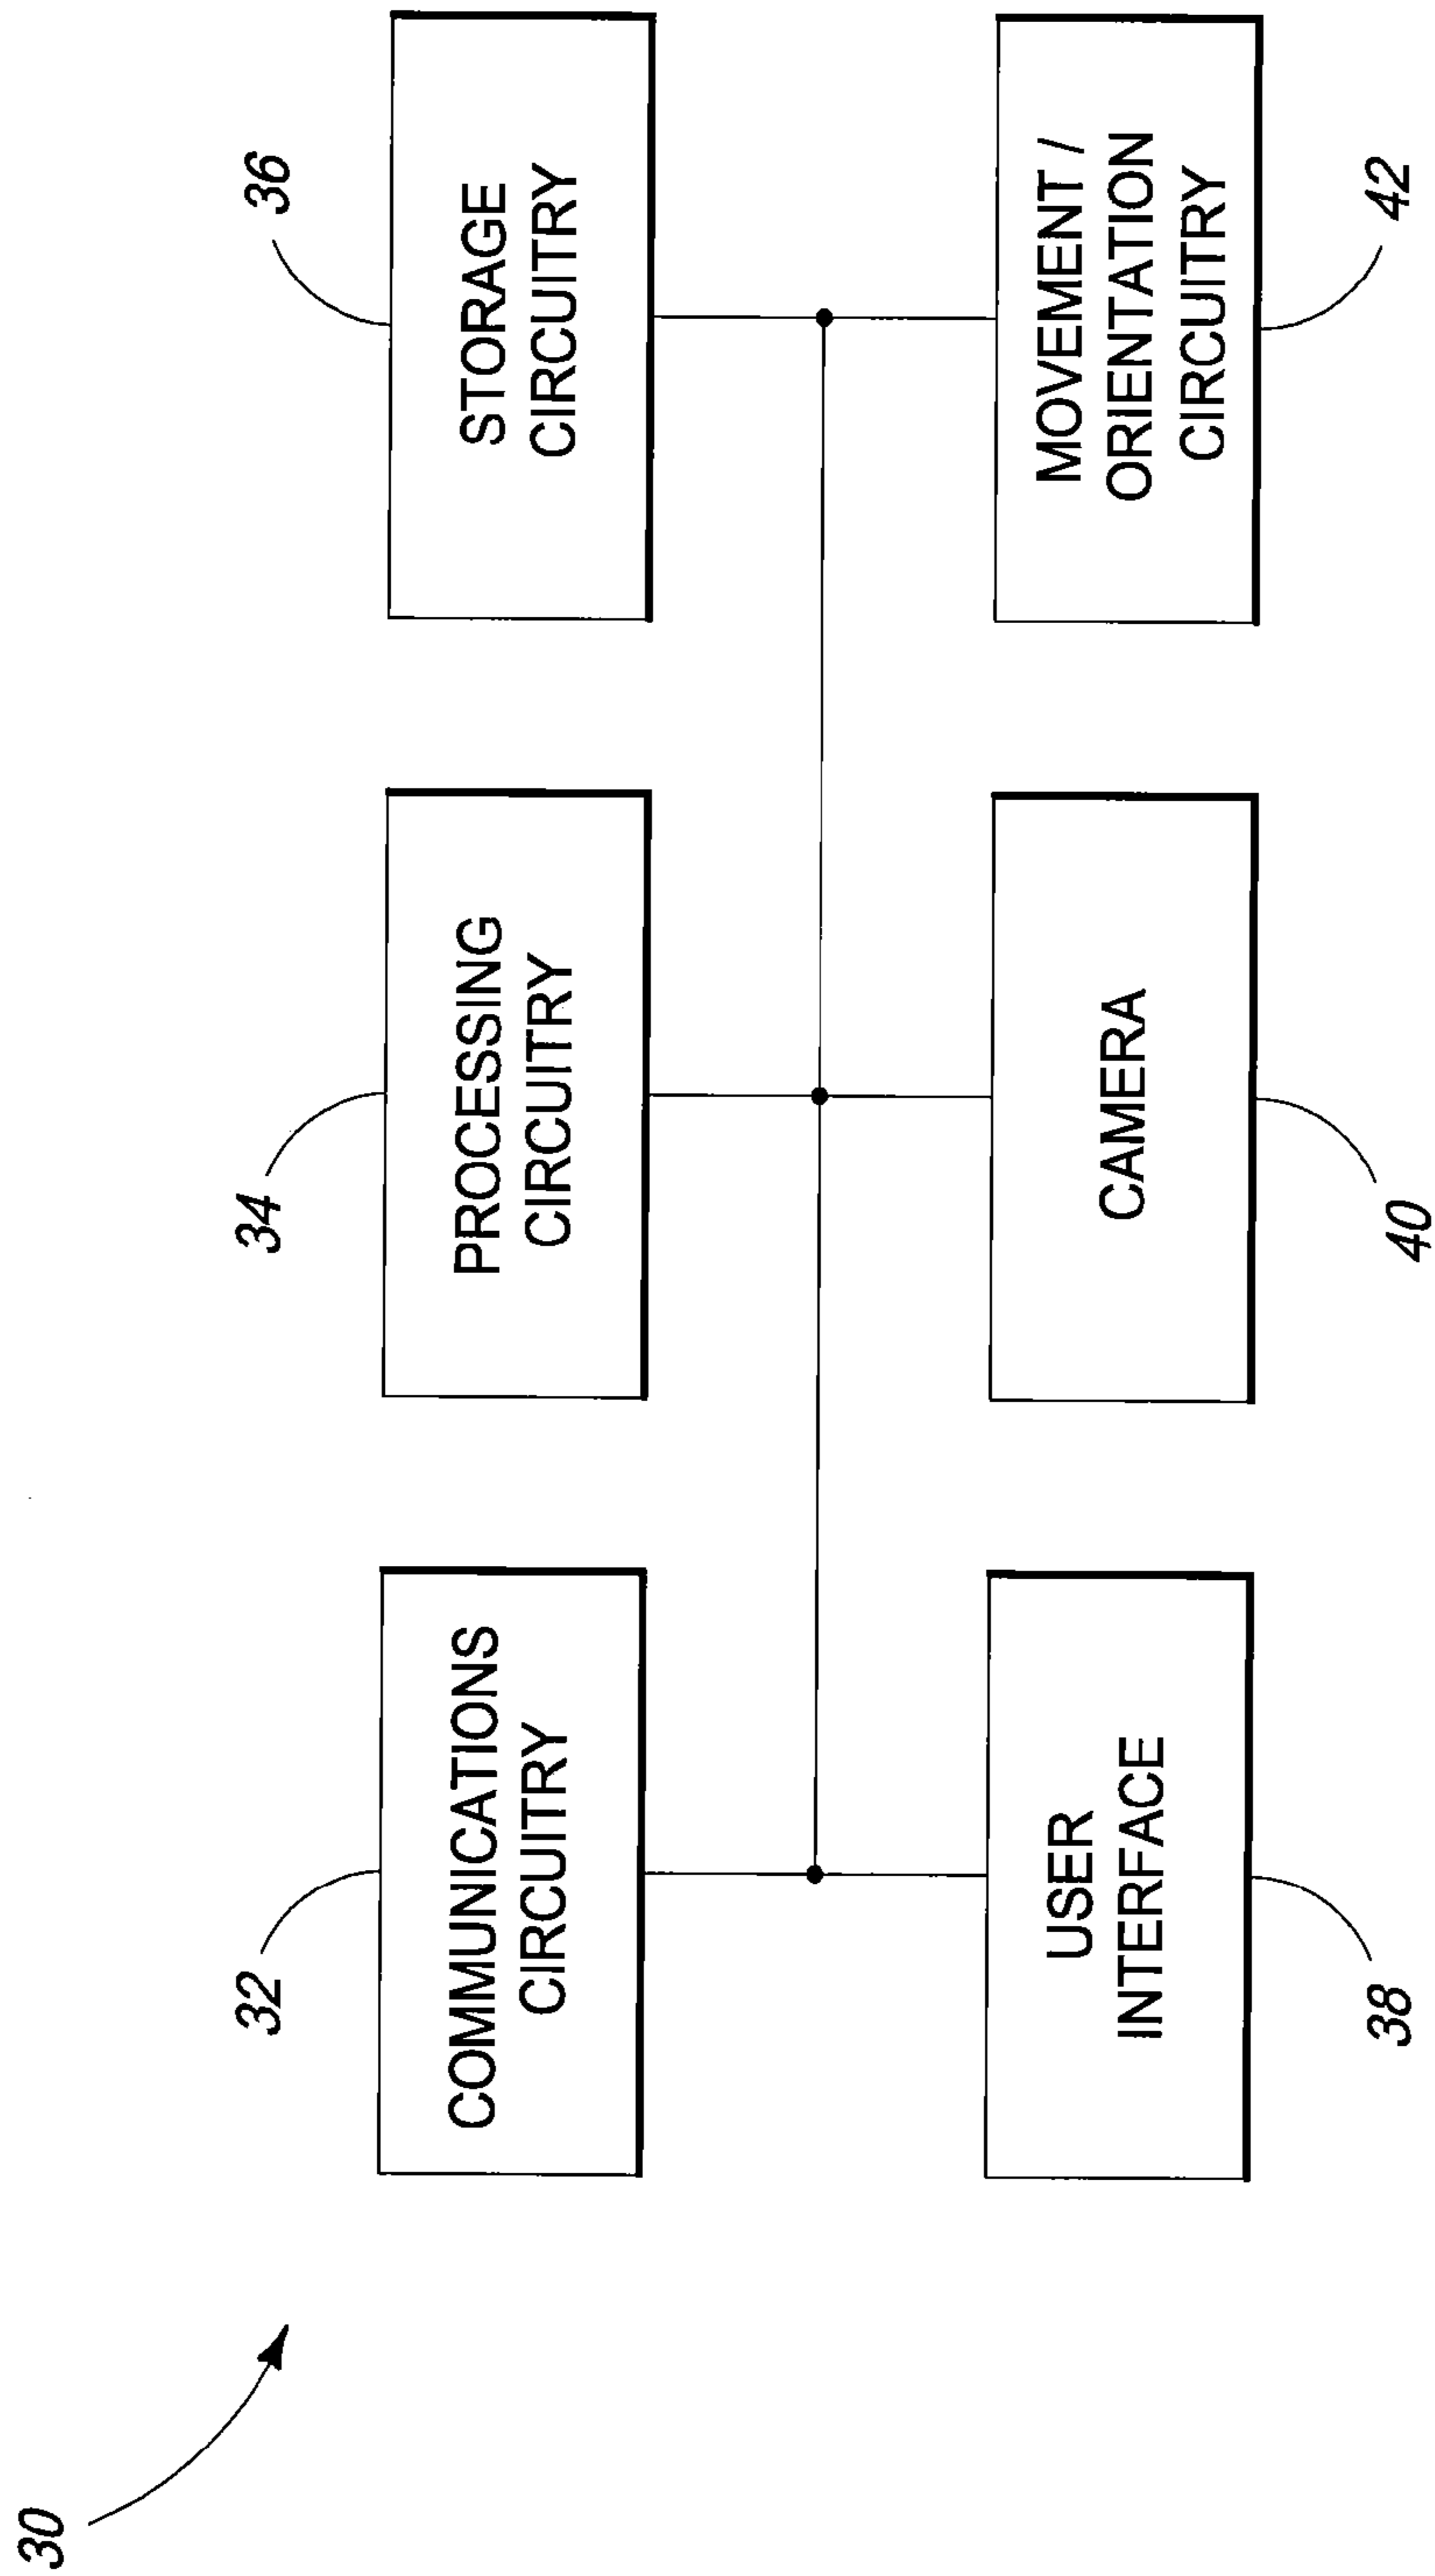 30
32
COMMUNICATIONS
CIRCUITRY
34
PROCESSING
CIRCUITRY
36
STORAGE
CIRCUITRY
USER
INTERFACE
38
CAMERA
40
MOVEMENT /
ORIENTATION
CIRCUITRY
42